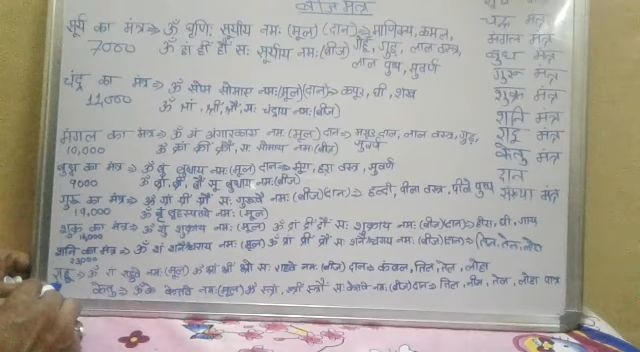 बीज मंत्र
सूर्य का मंत्र⇒ ॐ घृणि: सूर्याय नमः (मूल) (दान)⇒ माणिक्य, कमल,
7000 ॐ ह्रां ह्रीं ह्रौं सः सूर्याय नमः(बीज) गेहूँ, गुड़, लाल वस्त्र,
लाल पुष्प, सुवर्ण
चंद्र का मंत्र⇒ ॐ सोम सोमाय नमः(मूल)(दान)⇒ कपूर, घी, शंख
11,000 सः चंद्राय नमः(बीज)
मंगल का मंत्र⇒ ॐ अं अंगारकाय नमः (मूल) दान⇒ मसूर दाल, लाल वस्त्र, गुड़,
10,000 ॐ क्रां क्रीं क्रौं सः भौमाय नमः (बीज) सुवर्ण
बुध का मंत्र⇒ ॐ बुं बुधाय नमः (मूल) दान⇒ मूंगा, हरा वस्त्र, सुवर्ण
9000 बुधाय नमः (बीज)
गुरू का मंत्र⇒ ॐ ग्रां ग्रीं ग्रौं सः गुरूवे नमः (बीज)(दान)⇒ हल्दी, पीला वस्त्र, पीले पुष्प
19,000 ॐ बृं बृहस्पतये नमः (मूल)
शुक्र का मंत्र⇒ ॐ शुं शुक्राय नमः (मूल) ॐ द्रां द्रीं द्रौं सः शुक्राय नमः (बीज)(दान)⇒ हीरा, घी, गाय
शनि का मंत्र⇒ ॐ शं शनैश्चराय नमः (मूल) ॐ प्रां प्रीं प्रौं सः शनैश्चराय नमः (बीज)(दान)⇒ तिल, तेल, लोहा
23000
राहू⇒ ॐ रां राहवे नमः (मूल) राहवे नमः (बीज) दान⇒ कंबल, तिल, तेल, लोहा
केतु⇒ ॐ कें केतवे नमः (मूल) सः केतवे नमः (बीज) दान⇒ तिल, तेल, लोहा पात्र
चंद्र मंत्र
मंगल मंत्र
बुध मंत्र
गुरू मंत्र
शुक्र मंत्र
शनि मंत्र
राहू मंत्र
केतु मंत्र
दान
संख्या मंत्र